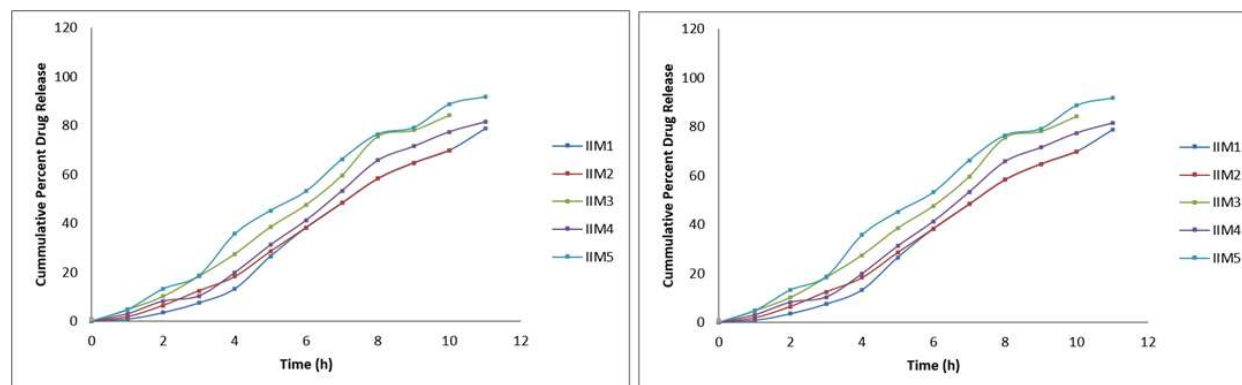 120
100
80
60
40
20
0
Cummulative Percent Drug Release
0 2 4 6 8 10 12
Time (h)
IIM1
IIM2
IIM3
IIM4
IIM5
120
100
80
60
40
20
0
Cummulative Percent Drug Release
0 2 4 6 8 10 12
Time (h)
IIM1
IIM2
IIM3
IIM4
IIM5